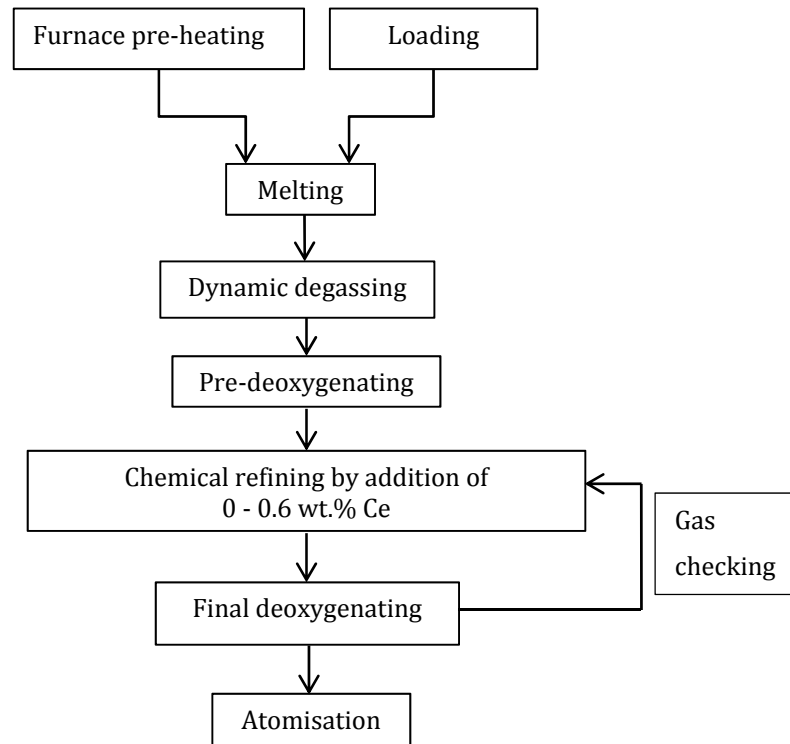 Furnace pre-heating
Loading
Melting
Dynamic degassing
Pre-deoxygenating
Chemical refining by addition of
0 - 0.6 wt.% Ce
Gas
checking
Final deoxygenating
Atomisation